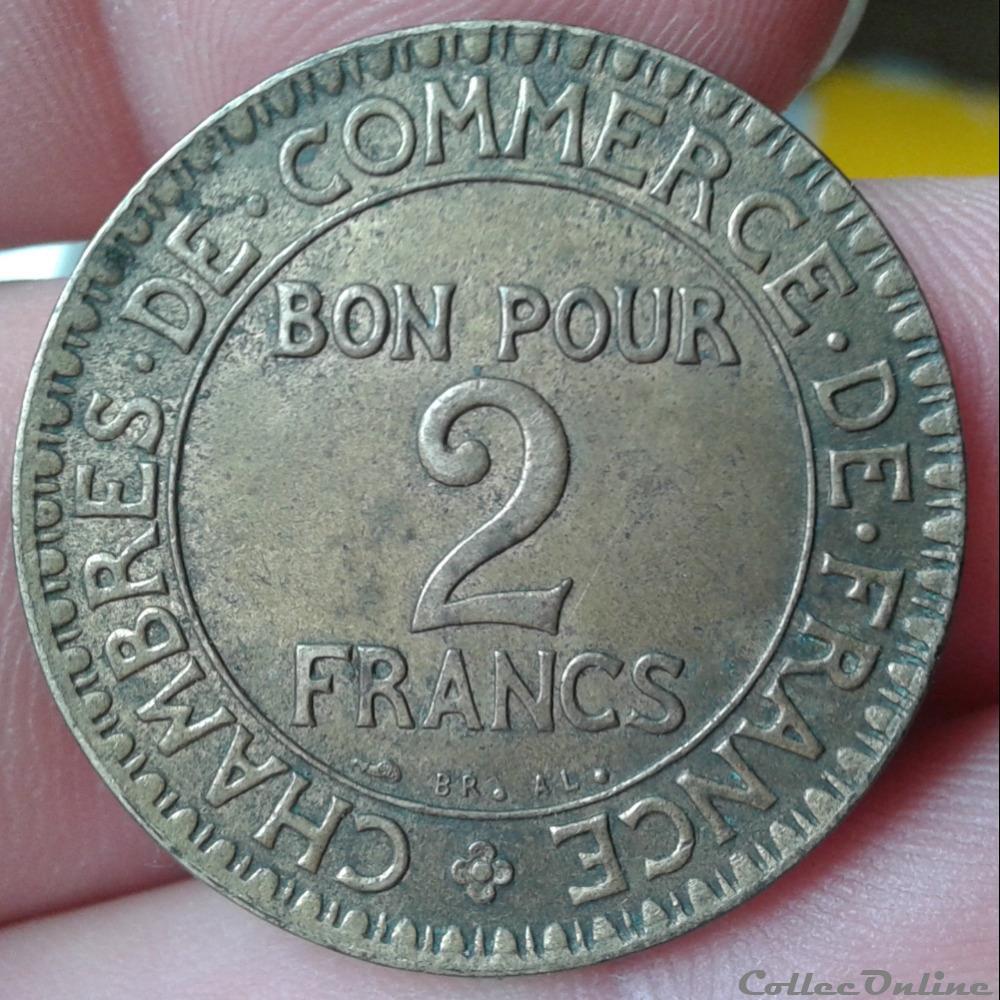 CHAMBRES · DE · COMMERCE · DE · FRANCE
BON POUR
2
FRANCS
BR. AL.
CollecOnline